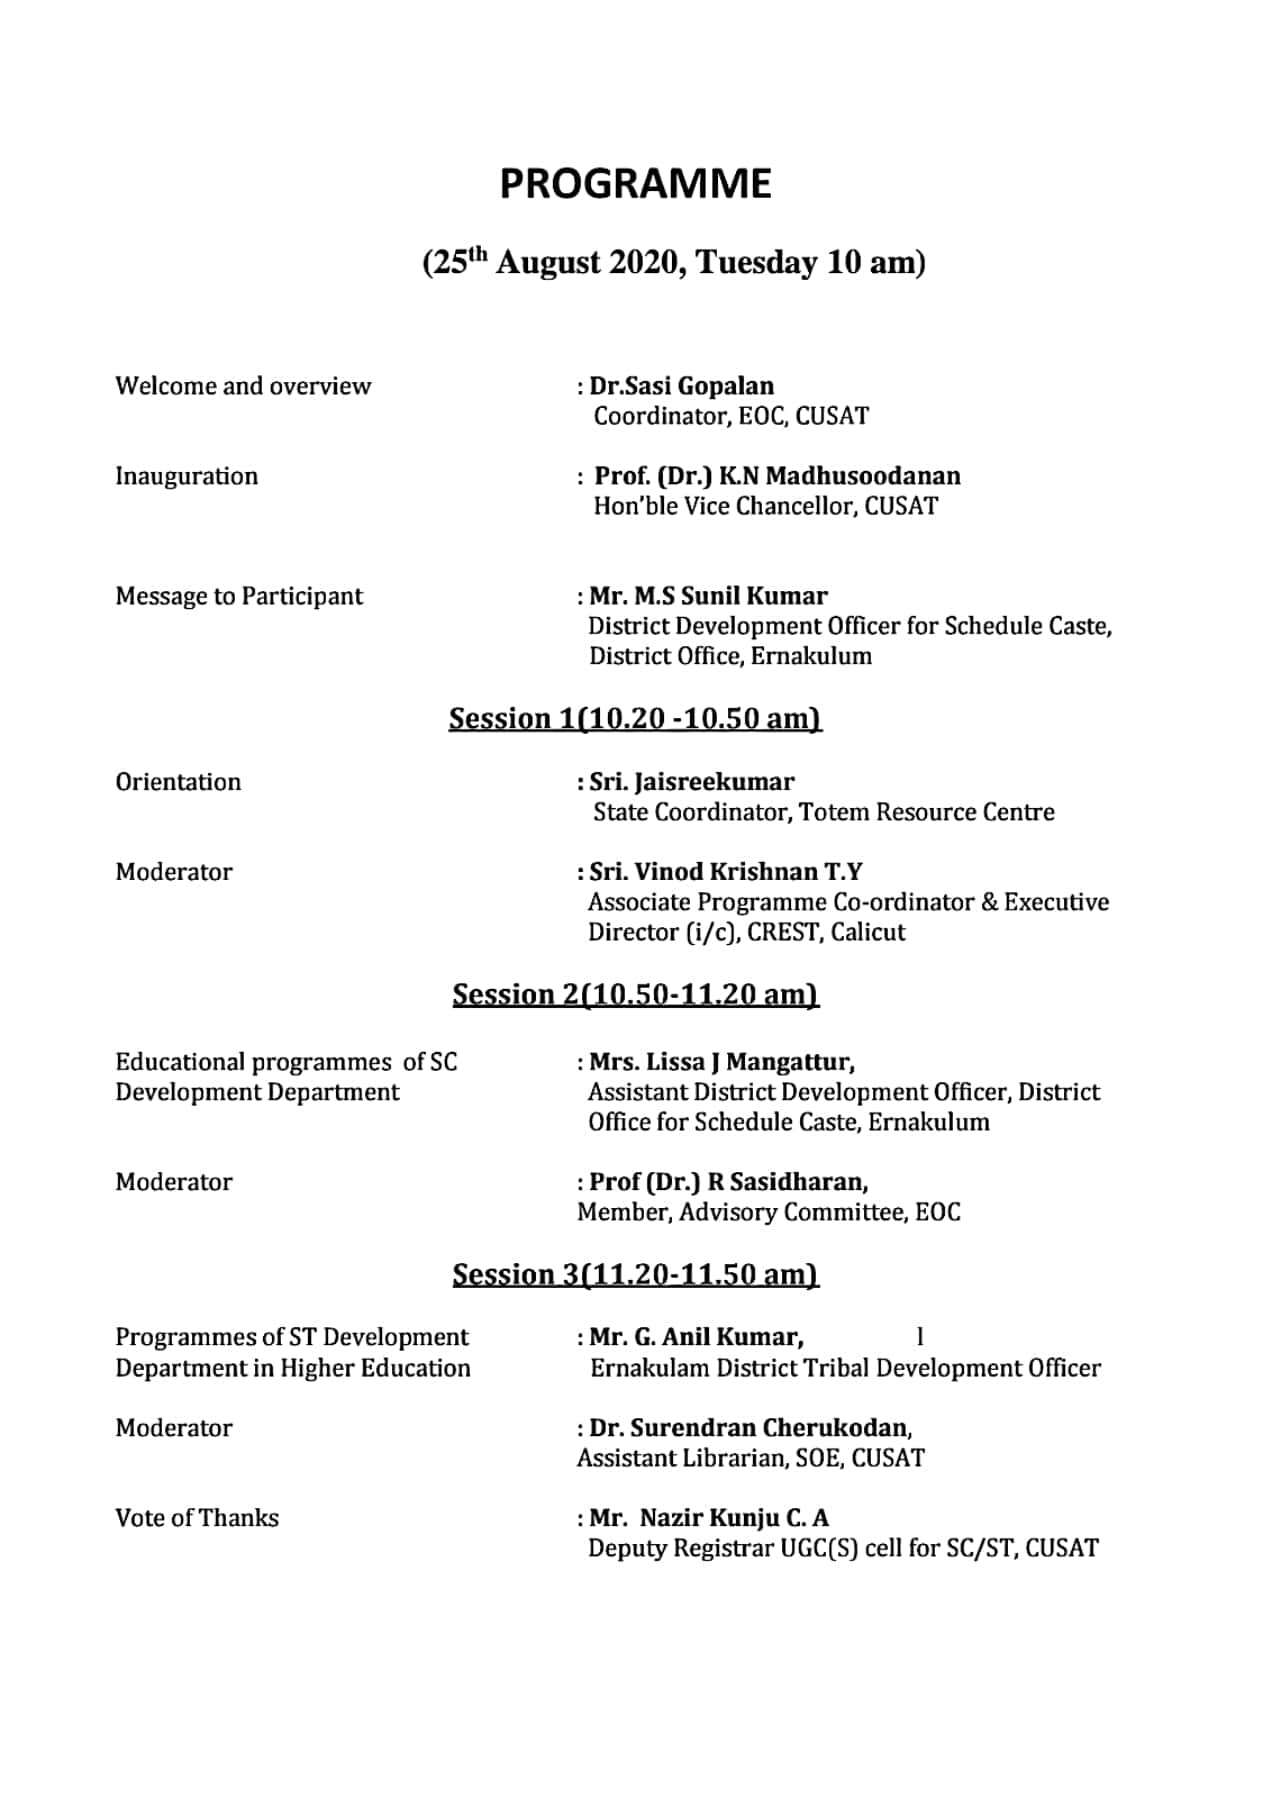 PROGRAMME
(25th August 2020, Tuesday 10 am)
Welcome and overview : Dr.Sasi Gopalan
Coordinator, EOC, CUSAT
Inauguration : Prof. (Dr.) K.N Madhusoodanan
Hon'ble Vice Chancellor, CUSAT
Message to Participant : Mr. M.S Sunil Kumar
District Development Officer for Schedule Caste,
District Office, Ernakulum
Session 1(10.20 -10.50 am)
Orientation : Sri. Jaisreekumar
State Coordinator, Totem Resource Centre
Moderator : Sri. Vinod Krishnan T.Y
Associate Programme Co-ordinator & Executive
Director (i/c), CREST, Calicut
Session 2(10.50-11.20 am)
Educational programmes of SC : Mrs. Lissa J Mangattur,
Development Department Assistant District Development Officer, District
Office for Schedule Caste, Ernakulum
Moderator : Prof (Dr.) R Sasidharan,
Member, Advisory Committee, EOC
Session 3(11.20-11.50 am)
Programmes of ST Development : Mr. G. Anil Kumar, l
Department in Higher Education Ernakulam District Tribal Development Officer
Moderator : Dr. Surendran Cherukodan,
Assistant Librarian, SOE, CUSAT
Vote of Thanks : Mr. Nazir Kunju C. A
Deputy Registrar UGC(S) cell for SC/ST, CUSAT